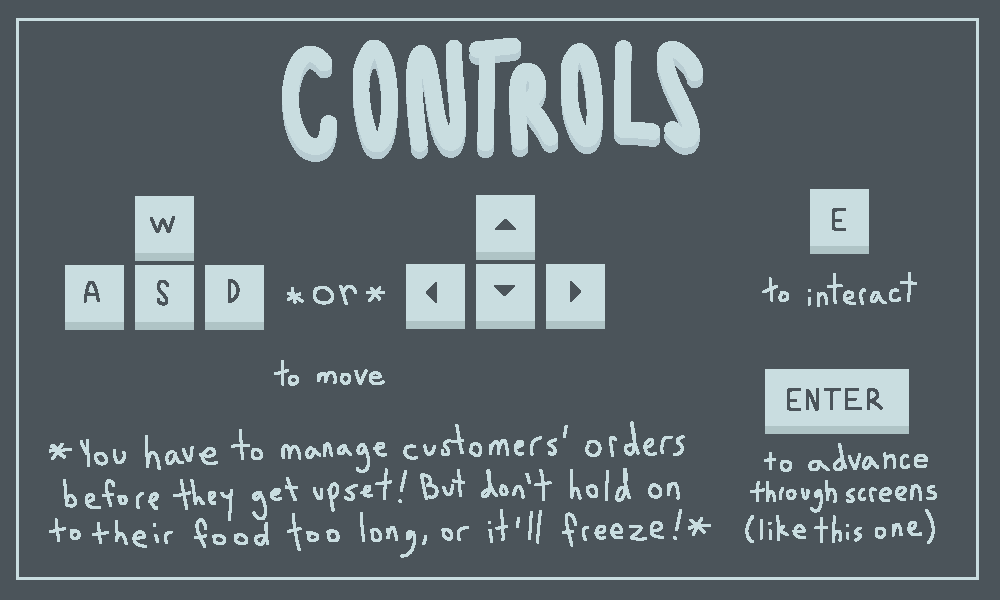 CONTROLS
W
A S D *or*
to move
E
to interact
ENTER
to advance
through screens
(like this one)
*You have to manage customers' orders
before they get upset! But don't hold on
to their food too long, or it'll freeze!*